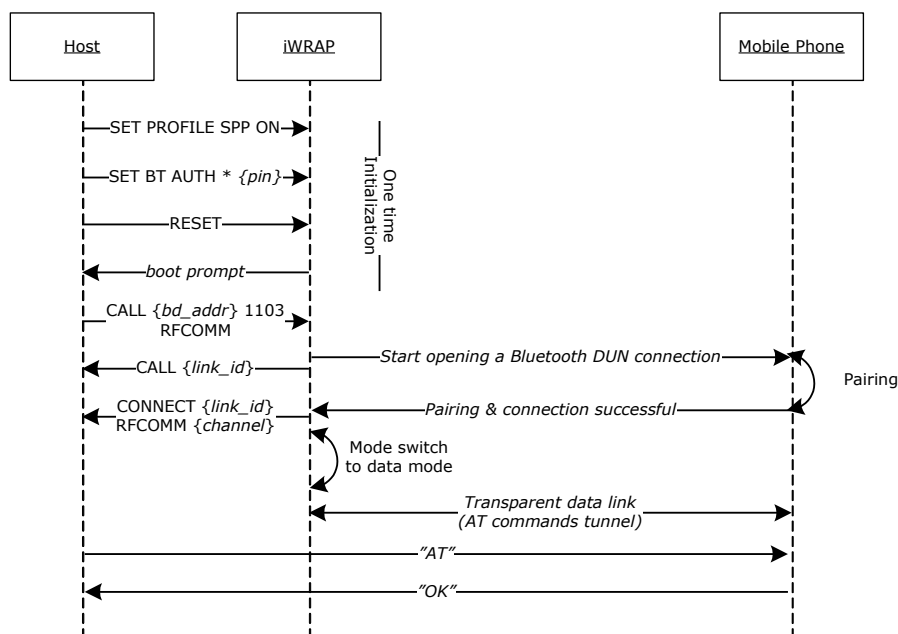 Host
iWRAP
Mobile Phone
SET PROFILE SPP ON
SET BT AUTH * {pin}
RESET
One time
Initialization
boot prompt
CALL {bd_addr} 1103
RFCOMM
Start opening a Bluetooth DUN connection
CALL {link_id}
Pairing
CONNECT {link_id}
RFCOMM {channel}
Pairing & connection successful
Mode switch
to data mode
Transparent data link
(AT commands tunnel)
”AT”
”OK”